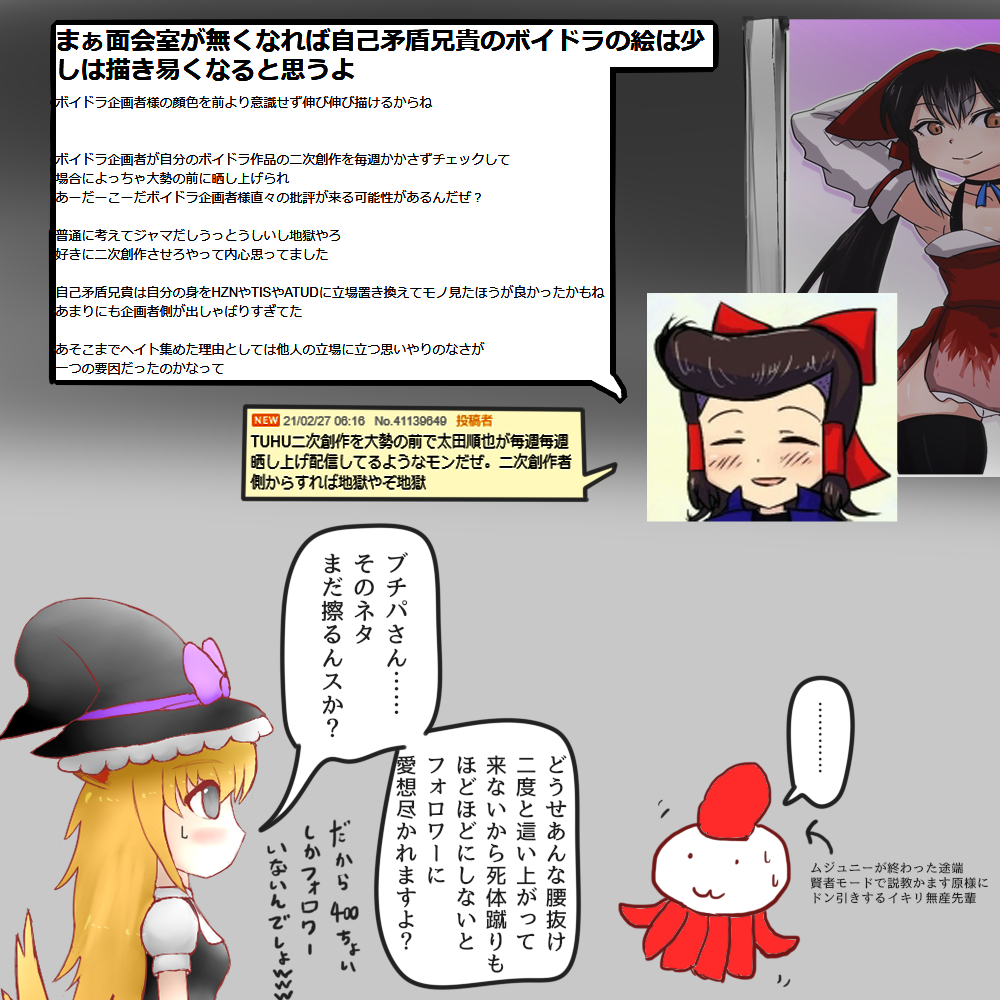 まぁ面会室が無くなれば自己矛盾兄貴のボイドラの絵は少
しは描き易くなると思うよ
ボイドラ企画者様の顔色を前より意識せず伸び伸び描けるからね
ボイドラ企画者が自分のボイドラ作品の二次創作を毎週かかさずチェックして
場合によっちゃ大勢の前に晒し上げられ
あーだーこーだボイドラ企画者様直々の批評が来る可能性があるんだぜ？
普通に考えてジャマだしうっとうしいし地獄やろ
好きに二次創作させろやって内心思ってました
自己矛盾兄貴は自分の身をHZNやTISやATUDに立場置き換えてモノ見たほうが良かったかもね
あまりにも企画者側が出しゃばりすぎてた
あそこまでヘイト集めた理由としては他人の立場に立つ思いやりのなさが
一つの要因だったのかなって
NEW 21/02/27 06:16 No.41139649 投稿者
TUHU二次創作を大勢の前で太田順也が毎週毎週
晒し上げ配信してるようなモンだぜ。二次創作者
側からすれば地獄やぞ地獄
ブチパさん……
そのネタ
まだ擦るんスか？
どうせあんな腰抜け
二度と這い上がって
来ないから死体蹴りも
ほどほどにしないと
フォロワーに
愛想尽かれますよ？
だから400ちょい
しかフォロワー
いないんでしょwww
…………
ムジュニーが終わった途端
賢者モードで説教かます原様に
ドン引きするイキリ無産先輩